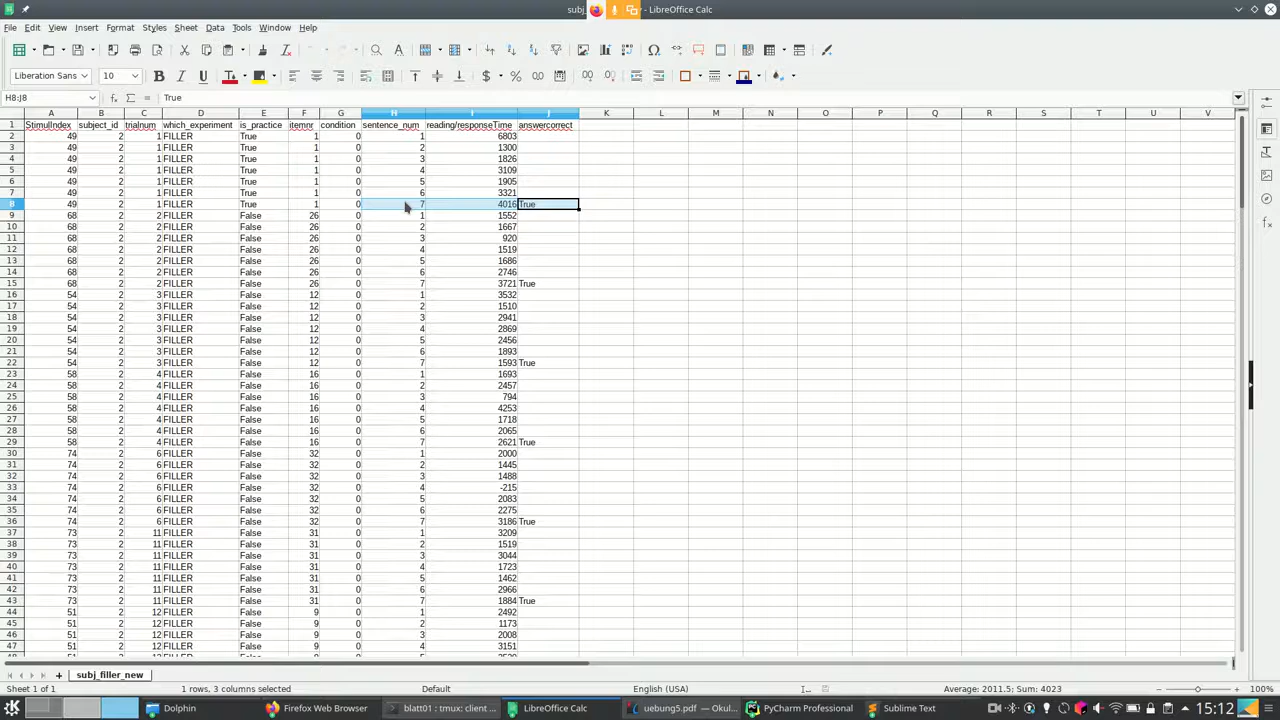 subj_ r - LibreOffice Calc
File Edit View Insert Format Styles Sheet Data Tools Window Help
Liberation Sans 10
H8:J8 True
A B C D E F G H I J K L M N O P Q R S T U V
1 StimulIndex subject_id trialnum which_experiment is_practice itemnr condition sentence_num reading/responseTime answercorrect
2 49 2 1 FILLER True 1 0 1 6803
3 49 2 1 FILLER True 1 0 2 1300
4 49 2 1 FILLER True 1 0 3 1826
5 49 2 1 FILLER True 1 0 4 3109
6 49 2 1 FILLER True 1 0 5 1905
7 49 2 1 FILLER True 1 0 6 3321
8 49 2 1 FILLER True 1 0 7 4016 True
9 68 2 2 FILLER False 26 0 1 1552
10 68 2 2 FILLER False 26 0 2 1667
11 68 2 2 FILLER False 26 0 3 920
12 68 2 2 FILLER False 26 0 4 1519
13 68 2 2 FILLER False 26 0 5 1686
14 68 2 2 FILLER False 26 0 6 2746
15 68 2 2 FILLER False 26 0 7 3721 True
16 54 2 3 FILLER False 12 0 1 3532
17 54 2 3 FILLER False 12 0 2 1510
18 54 2 3 FILLER False 12 0 3 2941
19 54 2 3 FILLER False 12 0 4 2869
20 54 2 3 FILLER False 12 0 5 2456
21 54 2 3 FILLER False 12 0 6 1893
22 54 2 3 FILLER False 12 0 7 1593 True
23 58 2 4 FILLER False 16 0 1 1693
24 58 2 4 FILLER False 16 0 2 2457
25 58 2 4 FILLER False 16 0 3 794
26 58 2 4 FILLER False 16 0 4 4253
27 58 2 4 FILLER False 16 0 5 1718
28 58 2 4 FILLER False 16 0 6 2065
29 58 2 4 FILLER False 16 0 7 2621 True
30 74 2 6 FILLER False 32 0 1 2000
31 74 2 6 FILLER False 32 0 2 1445
32 74 2 6 FILLER False 32 0 3 1488
33 74 2 6 FILLER False 32 0 4 -215
34 74 2 6 FILLER False 32 0 5 2083
35 74 2 6 FILLER False 32 0 6 2275
36 74 2 6 FILLER False 32 0 7 3186 True
37 73 2 11 FILLER False 31 0 1 3209
38 73 2 11 FILLER False 31 0 2 1519
39 73 2 11 FILLER False 31 0 3 3044
40 73 2 11 FILLER False 31 0 4 1723
41 73 2 11 FILLER False 31 0 5 1462
42 73 2 11 FILLER False 31 0 6 2966
43 73 2 11 FILLER False 31 0 7 1884 True
44 51 2 12 FILLER False 9 0 1 2492
45 51 2 12 FILLER False 9 0 2 1173
46 51 2 12 FILLER False 9 0 3 2008
47 51 2 12 FILLER False 9 0 4 3151
subj_filler_new
Sheet 1 of 1 1 rows, 3 columns selected Default English (USA) Average: 2011.5; Sum: 4023 100%
Dolphin Firefox Web Browser blatt01 : tmux: client ... LibreOffice Calc uebung5.pdf — Okul... PyCharm Professional Sublime Text 15:12